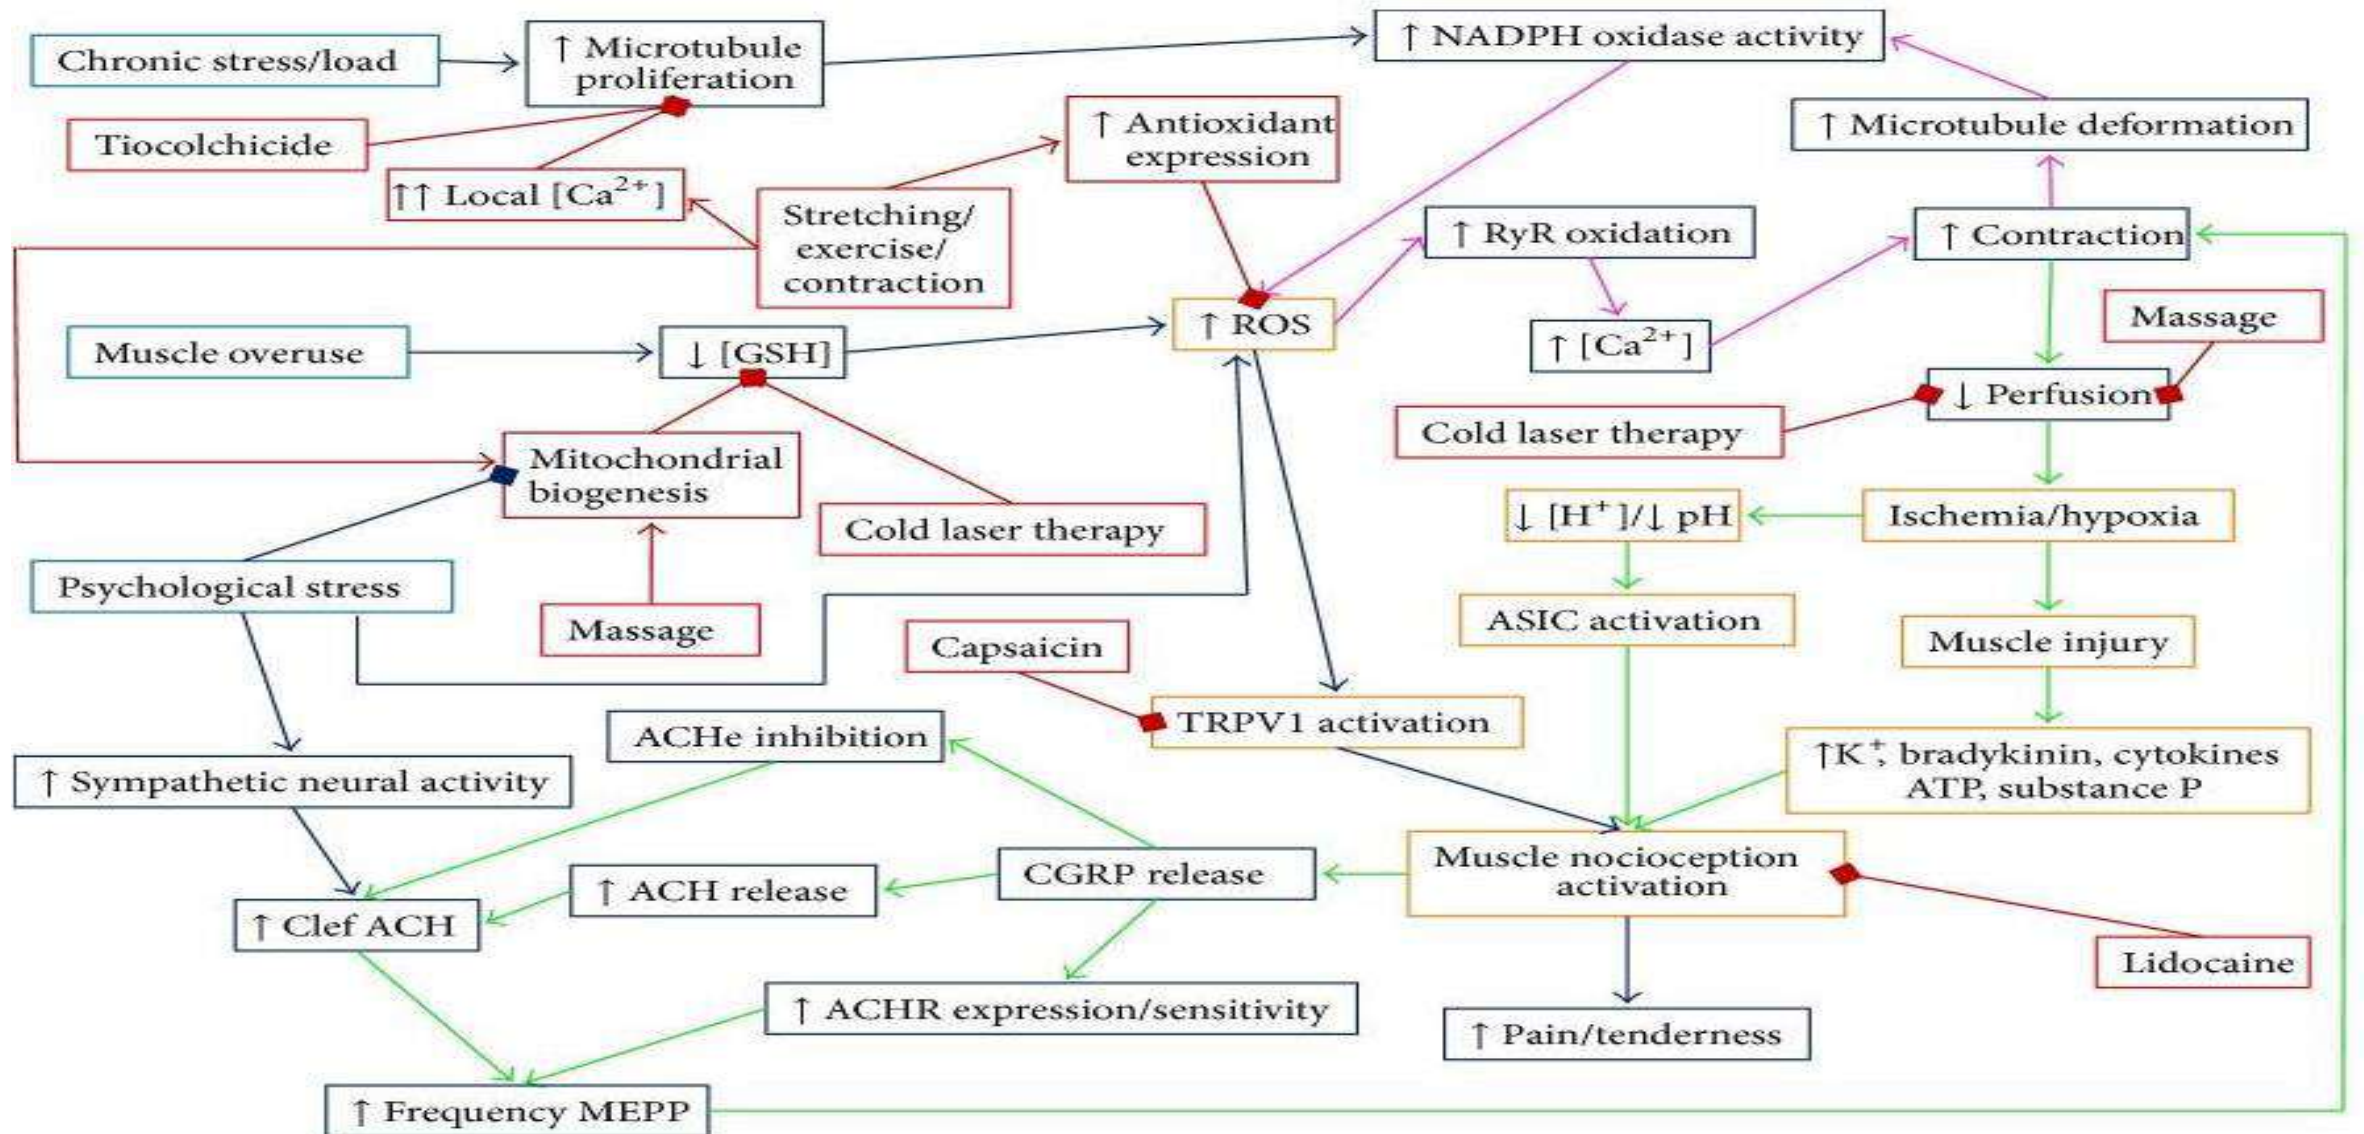 Chronic stress/load
↑ Microtubule
proliferation
↑ NADPH oxidase activity
Tiocolchicide
↑ Antioxidant
expression
↑ Microtubule deformation
↑↑ Local [Ca²⁺]
Stretching/
exercise/
contraction
↑ RyR oxidation
↑ Contraction
Muscle overuse
↓ [GSH]
↑ ROS
↑ [Ca²⁺]
Massage
↓ Perfusion
Cold laser therapy
Mitochondrial
biogenesis
Cold laser therapy
↓ [H⁺]/↓ pH
Ischemia/hypoxia
Psychological stress
Massage
Capsaicin
ASIC activation
Muscle injury
ACHe inhibition
TRPV1 activation
↑K⁺, bradykinin, cytokines
ATP, substance P
↑ Sympathetic neural activity
↑ Clef ACH
↑ ACH release
CGRP release
Muscle nocioception
activation
Lidocaine
↑ ACHR expression/sensitivity
↑ Pain/tenderness
↑ Frequency MEPP